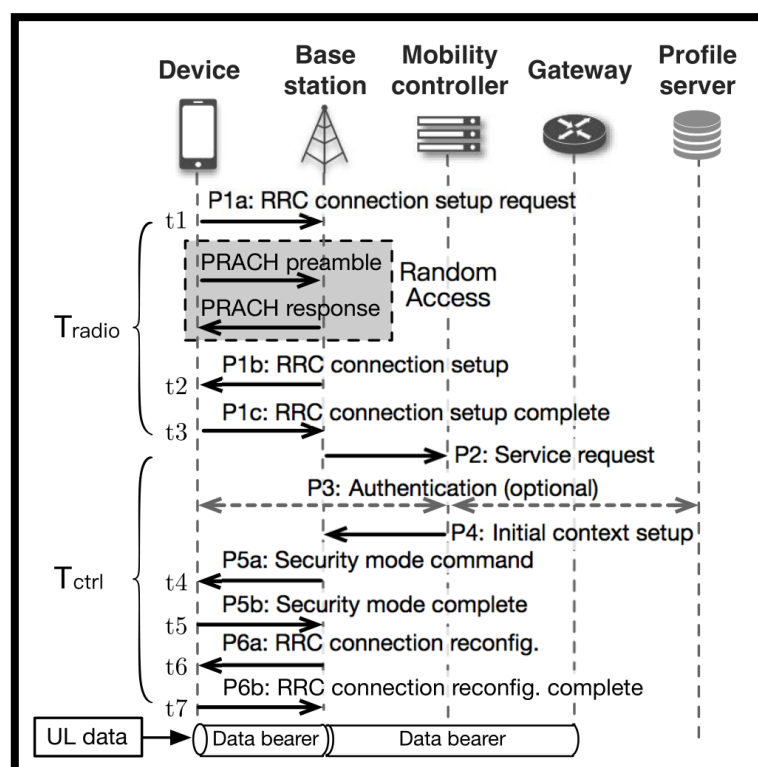 Device
Base
station
Mobility
controller
Gateway
Profile
server
P1a: RRC connection setup request
t1
PRACH preamble
Random
Access
PRACH response
Tradio
P1b: RRC connection setup
t2
P1c: RRC connection setup complete
t3
P2: Service request
P3: Authentication (optional)
P4: Initial context setup
P5a: Security mode command
Tctrl
t4
P5b: Security mode complete
t5
P6a: RRC connection reconfig.
t6
P6b: RRC connection reconfig. complete
t7
UL data
Data bearer
Data bearer